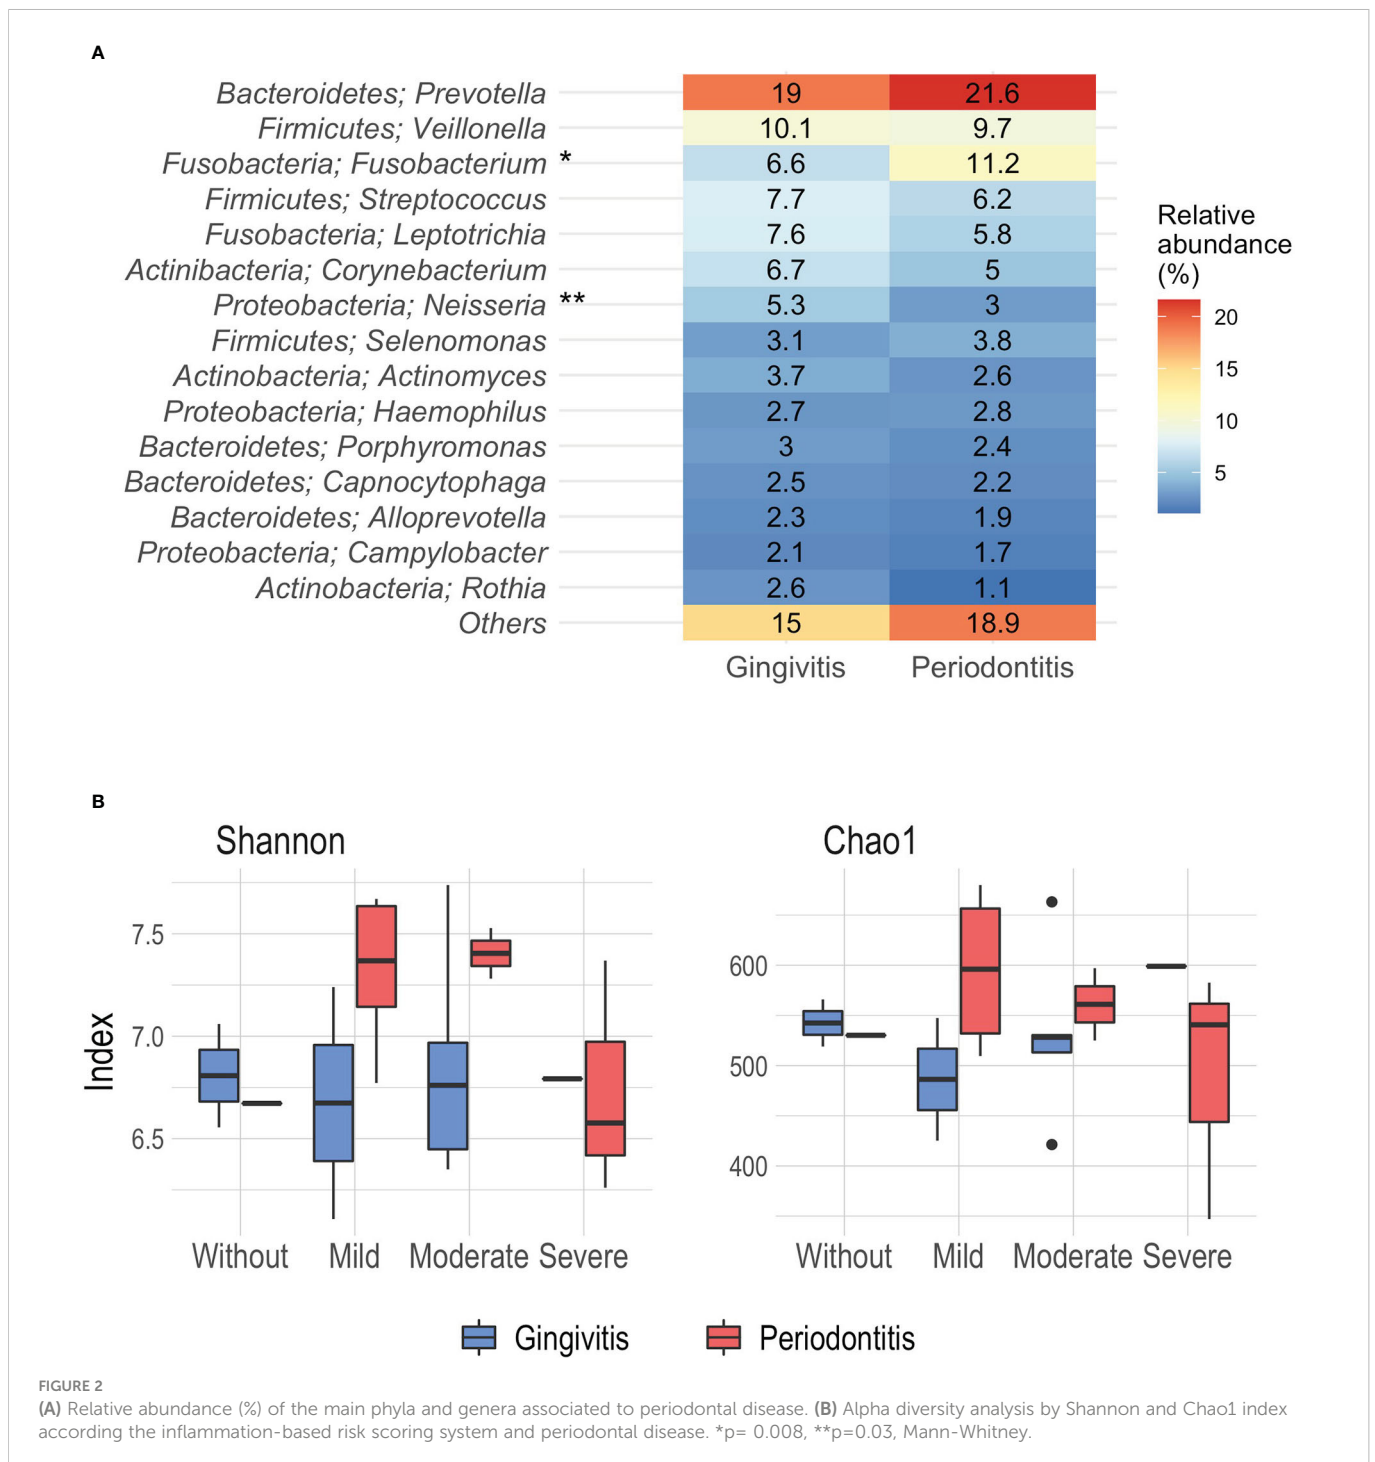 A
Bacteroidetes; Prevotella 19 21.6
Firmicutes; Veillonella 10.1 9.7
Fusobacteria; Fusobacterium * 6.6 11.2
Firmicutes; Streptococcus 7.7 6.2
Fusobacteria; Leptotrichia 7.6 5.8
Actinibacteria; Corynebacterium 6.7 5
Proteobacteria; Neisseria ** 5.3 3
Firmicutes; Selenomonas 3.1 3.8
Actinobacteria; Actinomyces 3.7 2.6
Proteobacteria; Haemophilus 2.7 2.8
Bacteroidetes; Porphyromonas 3 2.4
Bacteroidetes; Capnocytophaga 2.5 2.2
Bacteroidetes; Alloprevotella 2.3 1.9
Proteobacteria; Campylobacter 2.1 1.7
Actinobacteria; Rothia 2.6 1.1
Others 15 18.9
Gingivitis Periodontitis
Relative
abundance
(%)
20
15
10
5
B
Shannon
Index
7.5
7.0
6.5
Without Mild Moderate Severe
Chao1
600
500
400
Without Mild Moderate Severe
Gingivitis Periodontitis
FIGURE 2
(A) Relative abundance (%) of the main phyla and genera associated to periodontal disease. (B) Alpha diversity analysis by Shannon and Chao1 index
according the inflammation-based risk scoring system and periodontal disease. *p= 0.008, **p=0.03, Mann-Whitney.